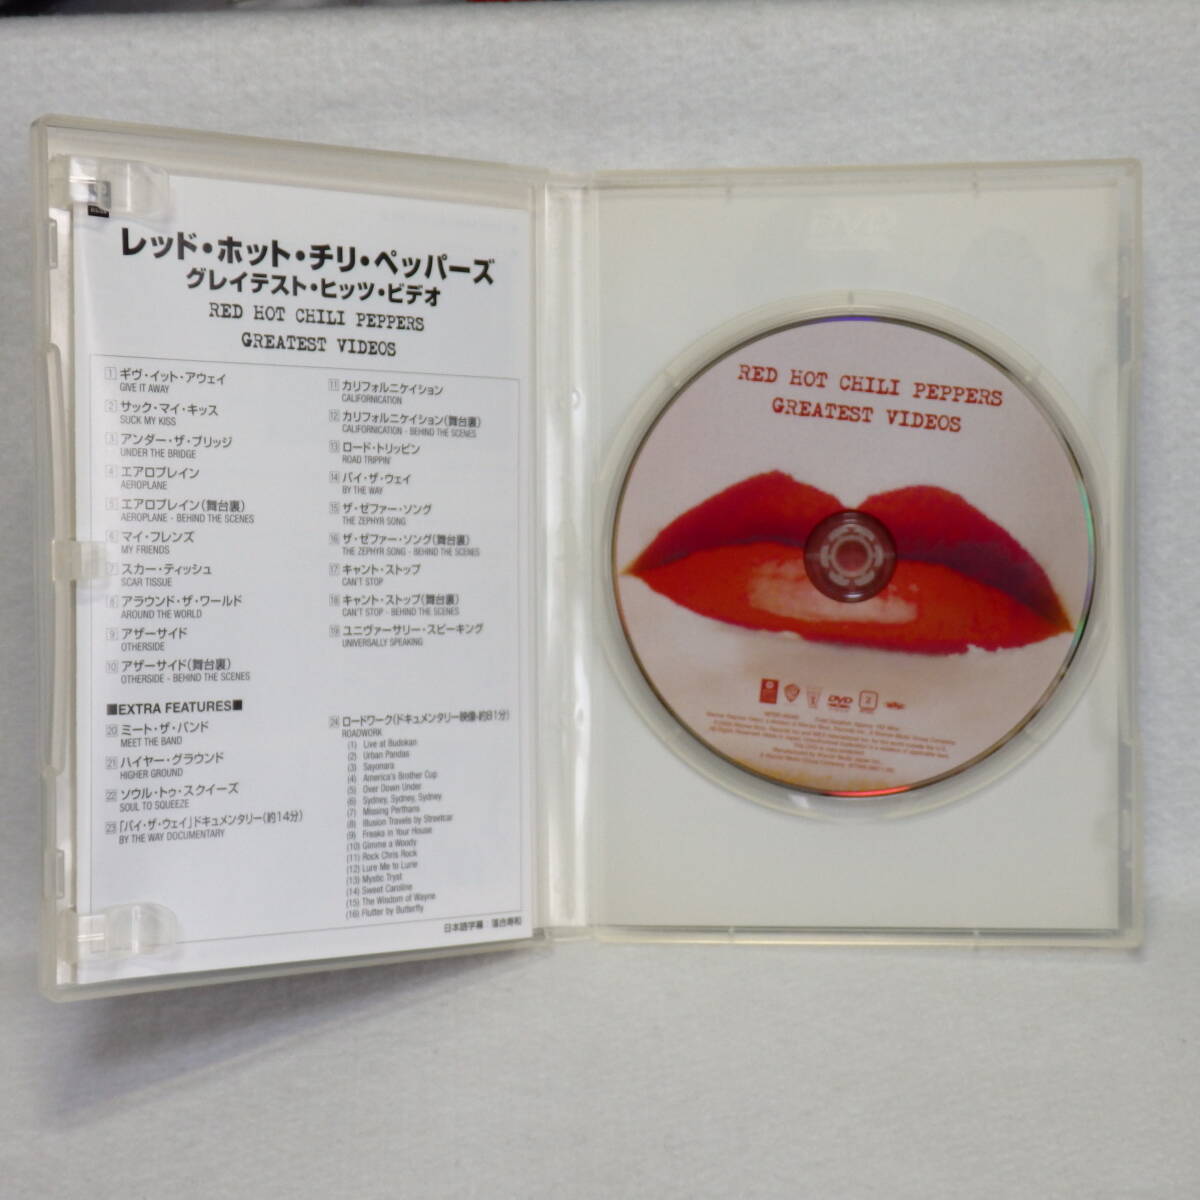 レッド・ホット・チリ・ペッパーズ
グレイテスト・ヒッツ・ビデオ
RED HOT CHILI PEPPERS
GREATEST VIDEOS
1 ギヴ・イット・アウェイ
GIVE IT AWAY
2 サック・マイ・キッス
SUCK MY KISS
3 アンダー・ザ・ブリッジ
UNDER THE BRIDGE
4 エアロプレイン
AEROPLANE
5 エアロプレイン(舞台裏)
AEROPLANE - BEHIND THE SCENES
6 マイ・フレンズ
MY FRIENDS
7 スカー・ティッシュ
SCAR TISSUE
8 アラウンド・ザ・ワールド
AROUND THE WORLD
9 アザーサイド
OTHERSIDE
10 アザーサイド(舞台裏)
OTHERSIDE - BEHIND THE SCENES
11 カリフォルニケイション
CALIFORNICATION
12 カリフォルニケイション(舞台裏)
CALIFORNICATION - BEHIND THE SCENES
13 ロード・トリッピン
ROAD TRIPPIN'
14 バイ・ザ・ウェイ
BY THE WAY
15 ザ・ゼファー・ソング
THE ZEPHYR SONG
16 ザ・ゼファー・ソング(舞台裏)
THE ZEPHYR SONG - BEHIND THE SCENES
17 キャント・ストップ
CAN'T STOP
18 キャント・ストップ(舞台裏)
CAN'T STOP - BEHIND THE SCENES
19 ユニヴァーサリー・スピーキング
UNIVERSALLY SPEAKING
■EXTRA FEATURES■
20 ミート・ザ・バンド
MEET THE BAND
21 ハイヤー・グラウンド
HIGHER GROUND
22 ソウル・トゥ・スクイーズ
SOUL TO SQUEEZE
23 「バイ・ザ・ウェイ」ドキュメンタリー(約14分)
BY THE WAY DOCUMENTARY
24 ロードワーク(ドキュメンタリー映像・約81分)
ROADWORK
(1) Live at Budokan
(2) Urban Pandas
(3) Sayonara
(4) America's Brother Cup
(5) Over Down Under
(6) Sydney, Sydney, Sydney
(7) Missing Perthans
(8) Illusion Travels by Streetcar
(9) Freaks in Your House
(10) Gimme a Woody
(11) Rock Chris Rock
(12) Lure Me to Lurie
(13) Mystic Tryst
(14) Sweet Caroline
(15) The Wisdom of Wayne
(16) Flutter by Butterfly
日本語字幕：落合寿和
RED HOT CHILI PEPPERS
GREATEST VIDEOS
DVD
2